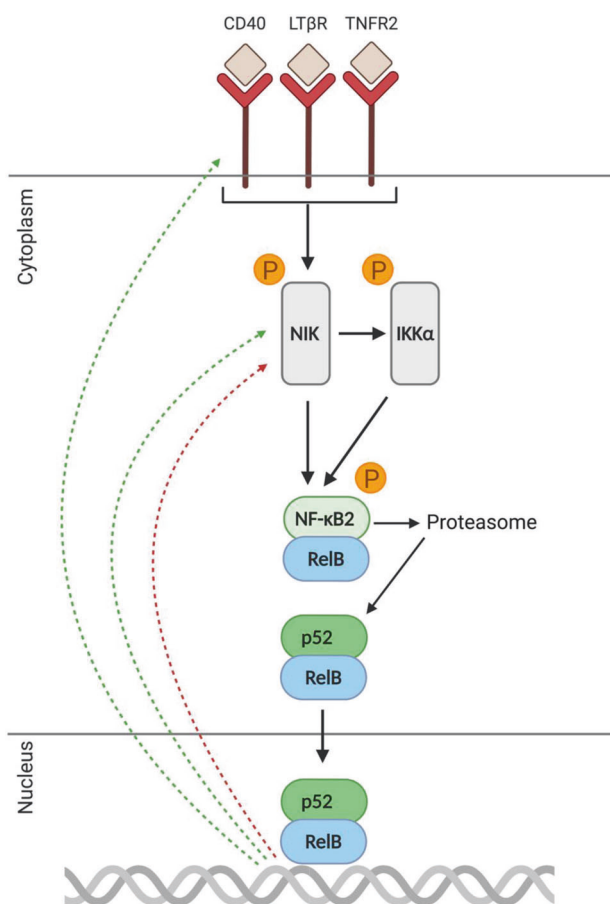 CD40 LTβR TNFR2
Cytoplasm
P P
NIK IKKα
P
NF-κB2 Proteasome
RelB
p52
RelB
Nucleus
p52
RelB